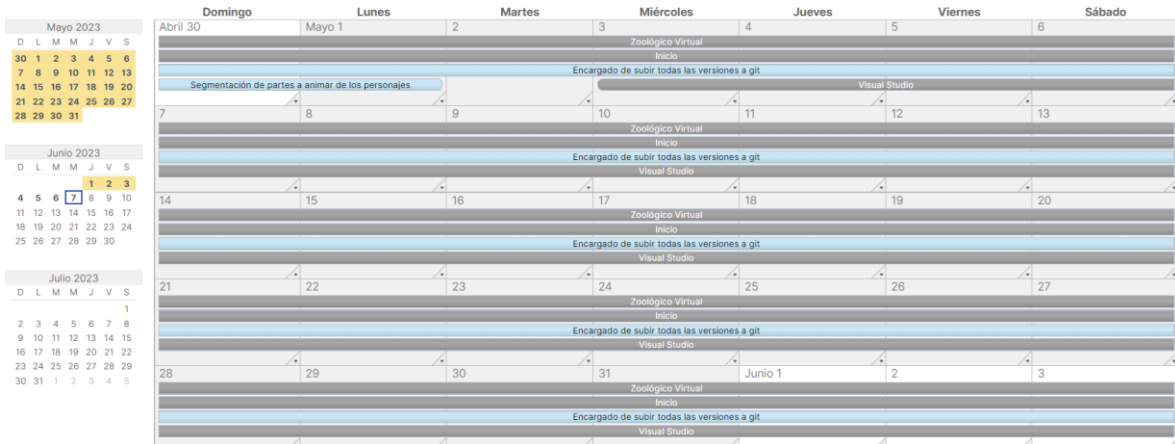 Domingo Lunes Martes Miércoles Jueves Viernes Sábado
Mayo 2023
D L M M J V S
30 1 2 3 4 5 6
7 8 9 10 11 12 13
14 15 16 17 18 19 20
21 22 23 24 25 26 27
28 29 30 31
Junio 2023
D L M M J V S
1 2 3
4 5 6 7 8 9 10
11 12 13 14 15 16 17
18 19 20 21 22 23 24
25 26 27 28 29 30
Julio 2023
D L M M J V S
1
2 3 4 5 6 7 8
9 10 11 12 13 14 15
16 17 18 19 20 21 22
23 24 25 26 27 28 29
30 31 1 2 3 4 5
Abril 30 Mayo 1 2 3 4 5 6
Zoológico Virtual
Inicio
Encargado de subir todas las versiones a git
Segmentación de partes a animar de los personajes Visual Studio
7 8 9 10 11 12 13
Zoológico Virtual
Inicio
Encargado de subir todas las versiones a git
Visual Studio
14 15 16 17 18 19 20
Zoológico Virtual
Inicio
Encargado de subir todas las versiones a git
Visual Studio
21 22 23 24 25 26 27
Zoológico Virtual
Inicio
Encargado de subir todas las versiones a git
Visual Studio
28 29 30 31 Junio 1 2 3
Zoológico Virtual
Inicio
Encargado de subir todas las versiones a git
Visual Studio